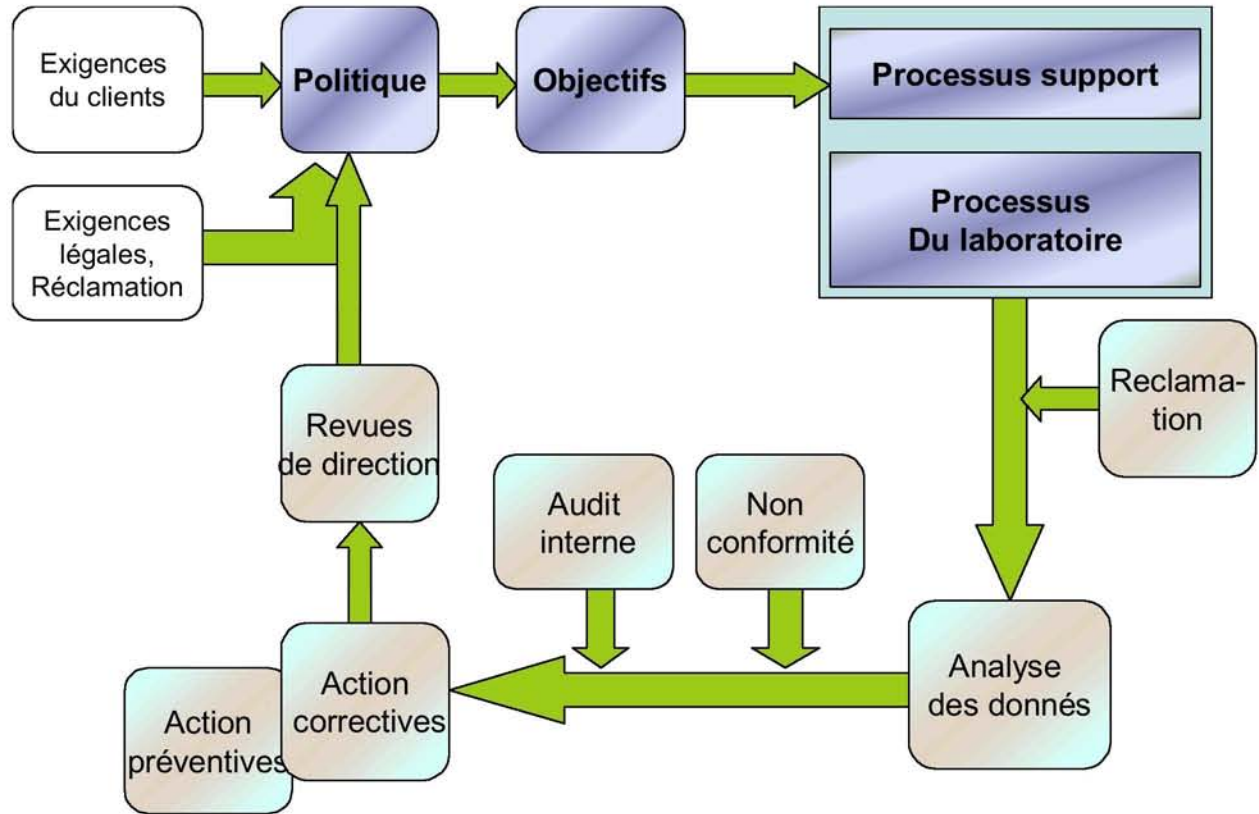 Exigences
du clients
Politique
Objectifs
Processus support
Processus
Du laboratoire
Exigences
légales,
Réclamation
Reclama-
tion
Revues
de direction
Audit
interne
Non
conformité
Analyse
des donnés
Action
correctives
Action
préventives